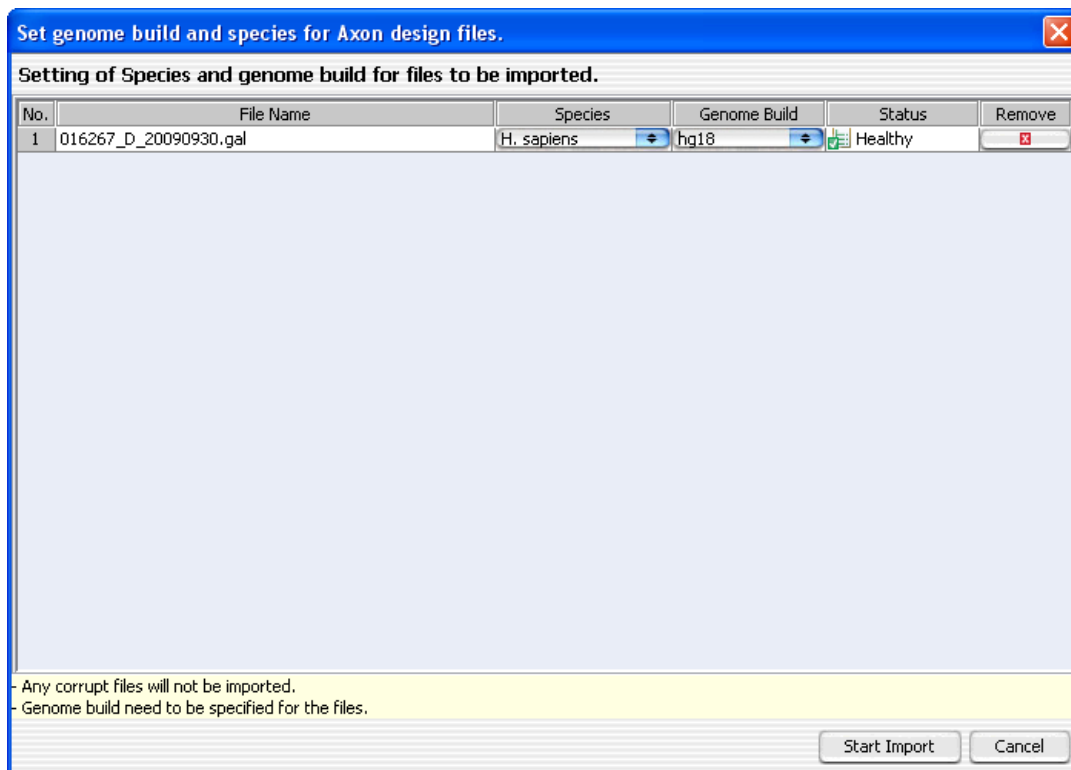 Set genome build and species for Axon design files.
Setting of Species and genome build for files to be imported.
No. File Name Species Genome Build Status Remove
1 016267_D_20090930.gal H. sapiens hg18 Healthy
- Any corrupt files will not be imported.
- Genome build need to be specified for the files.
Start Import Cancel